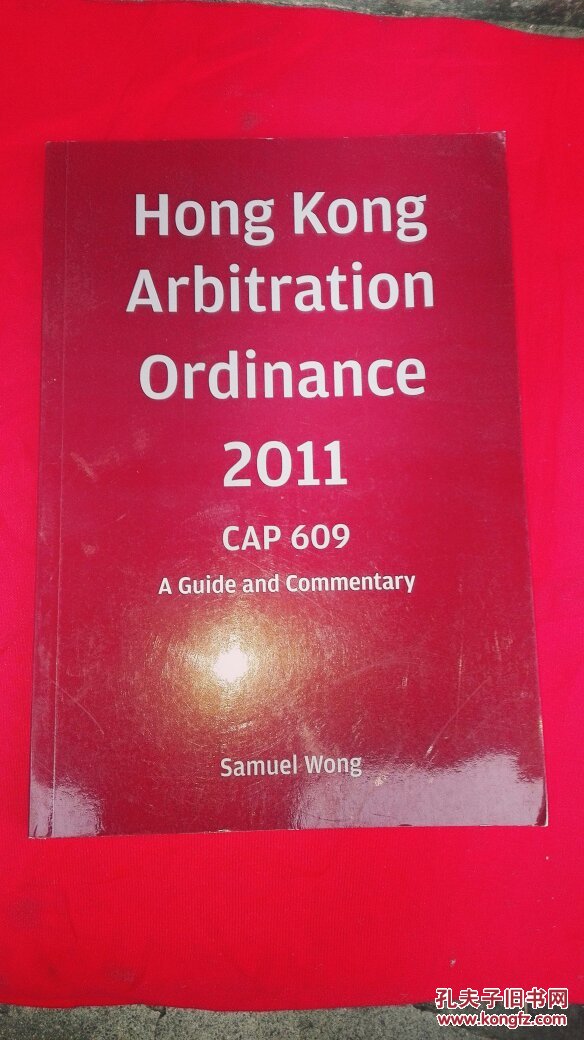 Hong Kong
Arbitration
Ordinance
2011
CAP 609
A Guide and Commentary
Samuel Wong
孔夫子旧书网
www.kongfz.com